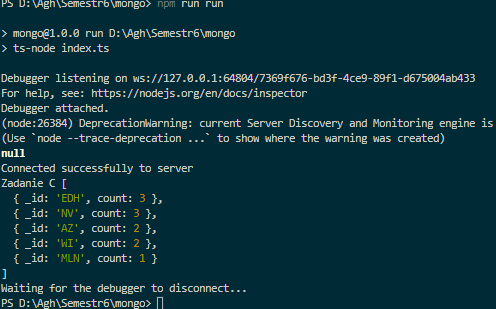 PS D:\Agh\Semestr6\mongo> npm run run
> mongo@1.0.0 run D:\Agh\Semestr6\mongo
> ts-node index.ts
Debugger listening on ws://127.0.0.1:64804/7369f676-bd3f-4ce9-89f1-d675004ab433
For help, see: https://nodejs.org/en/docs/inspector
Debugger attached.
(node:26384) DeprecationWarning: current Server Discovery and Monitoring engine is
(Use `node --trace-deprecation ...` to show where the warning was created)
null
Connected successfully to server
Zadanie C [
  { _id: 'EDH', count: 3 },
  { _id: 'NV', count: 3 },
  { _id: 'AZ', count: 2 },
  { _id: 'WI', count: 2 },
  { _id: 'MLN', count: 1 }
]
Waiting for the debugger to disconnect...
PS D:\Agh\Semestr6\mongo>